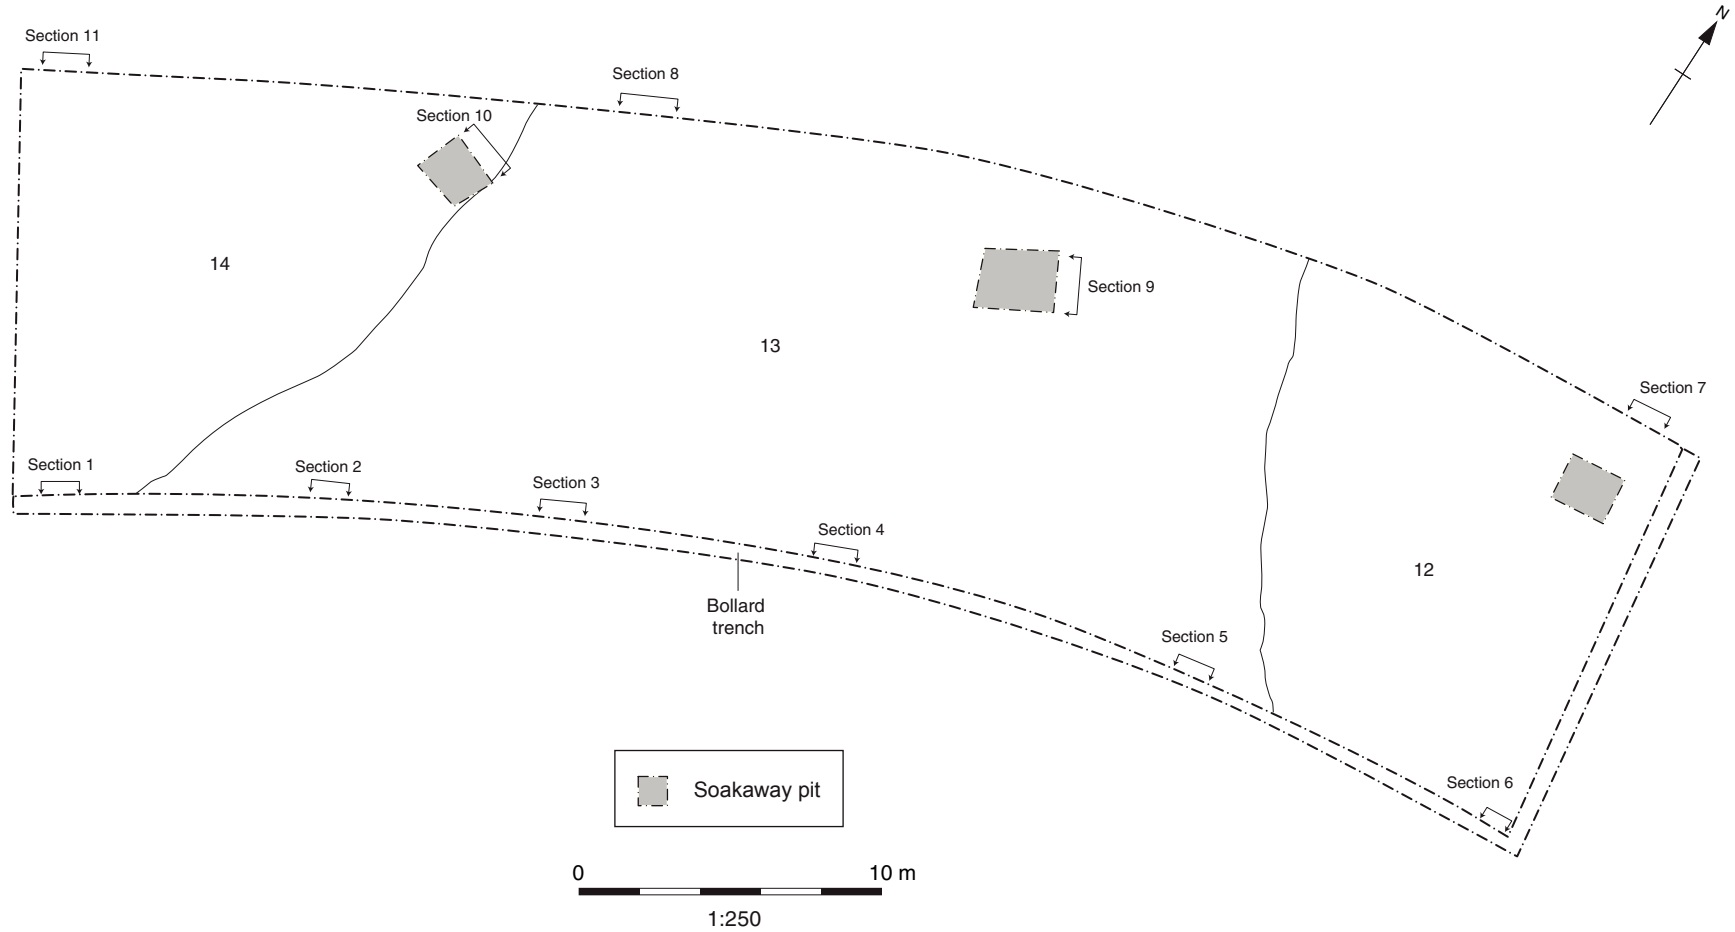 N
Section 11
Section 8
Section 10
14
Section 9
13
Section 7
Section 1
Section 2
Section 3
Section 4
12
Bollard
trench
Section 5
Section 6
Soakaway pit
0 10 m
1:250